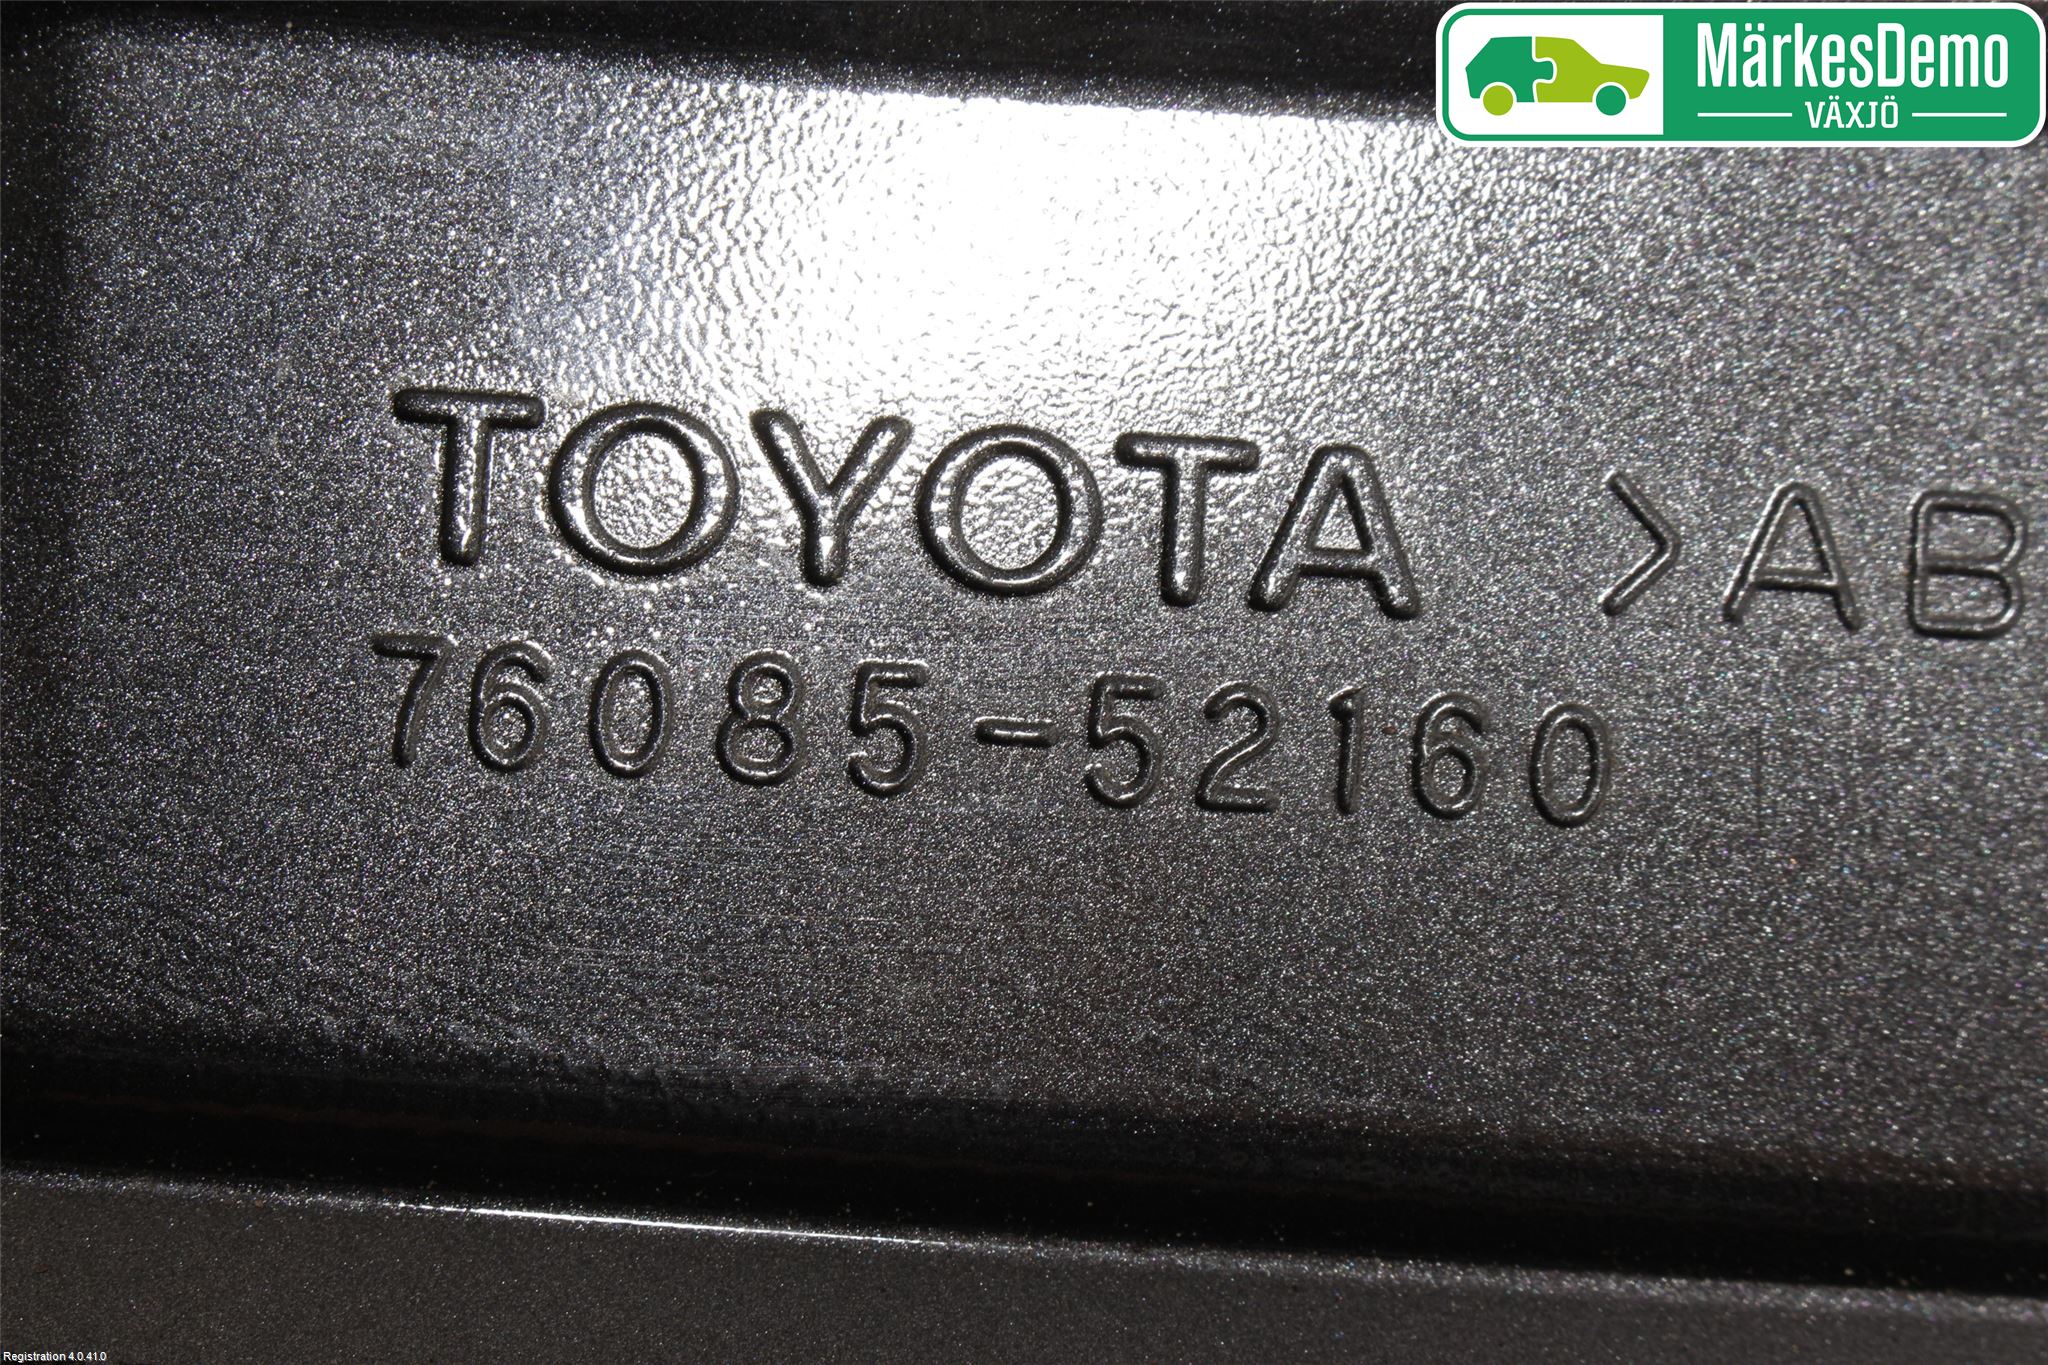 MärkesDemo
VÄXJÖ
TOYOTA >AB
76085-52160
Registration 4.0.41.0